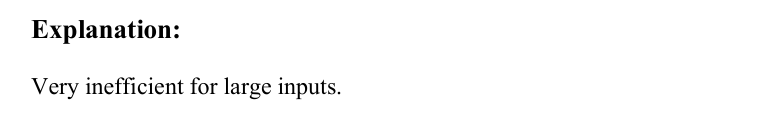 Explanation:
Very inefficient for large inputs.